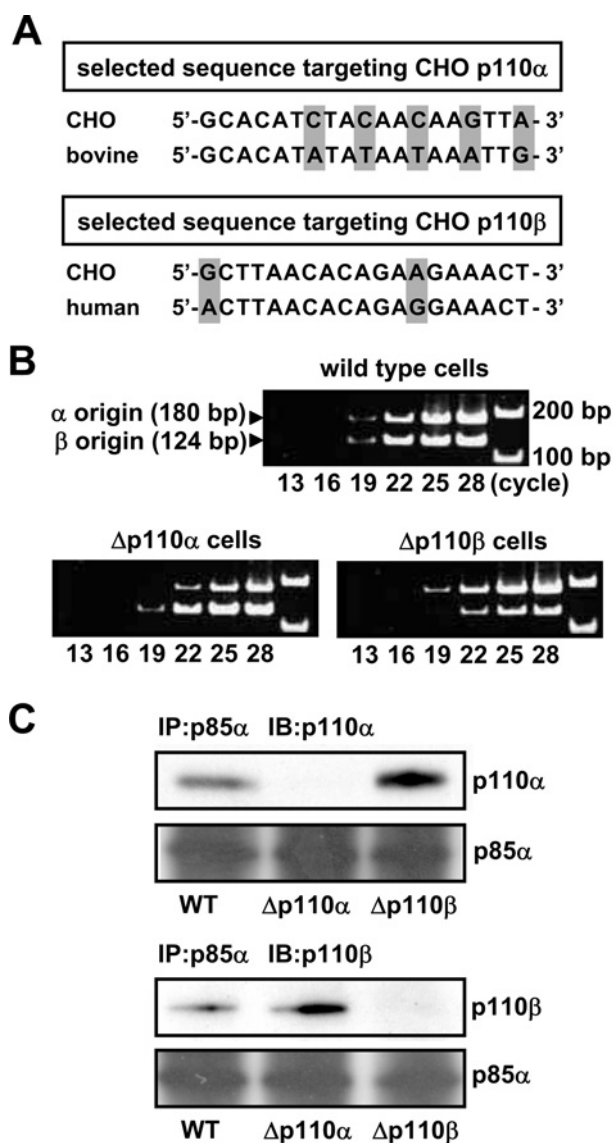 A
selected sequence targeting CHO p110α
CHO 5'-GCACATCTACAACAAGTTA-3'
bovine 5'-GCACATATATAATAAATTG-3'
selected sequence targeting CHO p110β
CHO 5'-GCTTAACACAGAAGAAACT-3'
human 5'-ACTTAACACAGAGGAAACT-3'
B
wild type cells
α origin (180 bp)
β origin (124 bp)
200 bp
100 bp
13 16 19 22 25 28 (cycle)
Δp110α cells
13 16 19 22 25 28
Δp110β cells
13 16 19 22 25 28
C
IP:p85α IB:p110α
p110α
p85α
WT Δp110α Δp110β
IP:p85α IB:p110β
p110β
p85α
WT Δp110α Δp110β